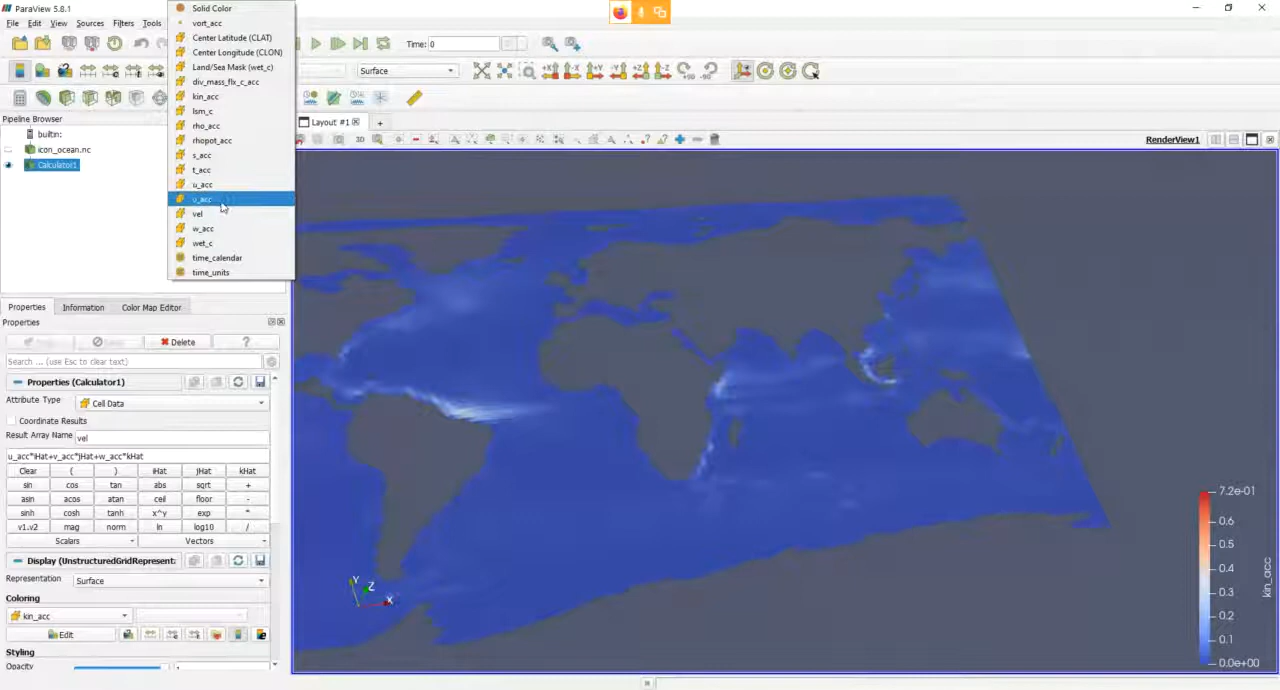 ParaView 5.8.1
File Edit View Sources Filters Tools
Time: 0
Surface
Pipeline Browser
builtin:
icon_ocean.nc
Calculator1
Solid Color
vort_acc
Center Latitude (CLAT)
Center Longitude (CLON)
Land/Sea Mask (wet_c)
div_mass_flx_c_acc
kin_acc
lsm_c
rho_acc
rhopot_acc
s_acc
t_acc
u_acc
v_acc
vel
w_acc
wet_c
time_calendar
time_units
Layout #1
+
3D
RenderView1
Properties Information Color Map Editor
Properties
Delete ?
Search ... (use Esc to clear text)
Properties (Calculator1)
Attribute Type Cell Data
Coordinate Results
Result Array Name vel
u_acc*iHat+v_acc*jHat+w_acc*kHat
Clear ( ) iHat jHat kHat
sin cos tan abs sqrt +
asin acos atan ceil floor -
sinh cosh tanh x^y exp *
v1.v2 mag norm ln log10 /
Scalars Vectors
Display (UnstructuredGridRepresent:
Representation Surface
Coloring
kin_acc
Edit
Styling
Opacity
Y
Z
X
7.2e-01
0.6
0.5
0.4
0.3
0.2
0.1
0.0e+00
kin_acc